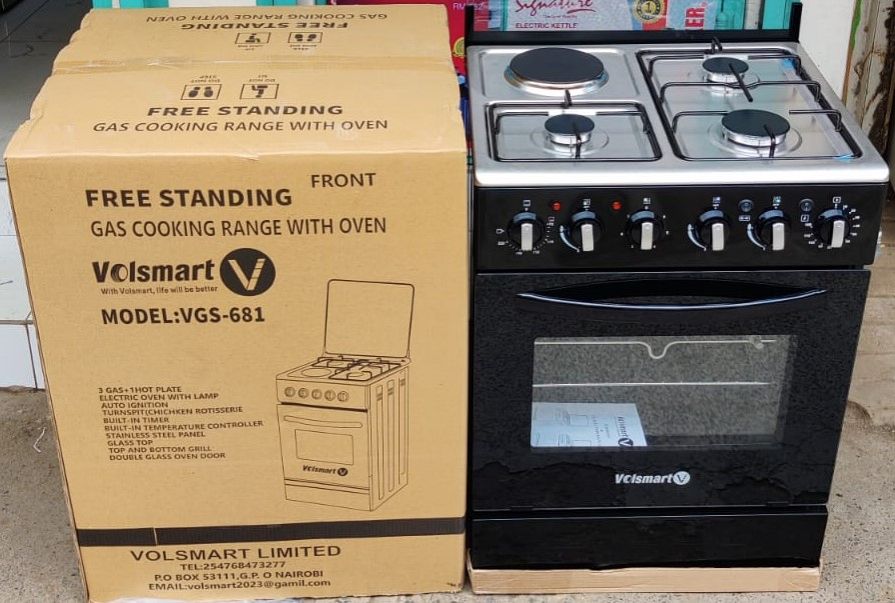 GAS COOKING RANGE WITH OVEN
FREE STANDING
DO NOT
STEP
FREE STANDING
GAS COOKING RANGE WITH OVEN
FREE STANDING
FRONT
GAS COOKING RANGE WITH OVEN
Volsmart
With Volsmart, life will be better
MODEL:VGS-681
3 GAS+1HOT PLATE
ELECTRIC OVEN WITH LAMP
AUTO IGNITION
TURNSPIT(CHICHKEN ROTISSERIE
BUILT-IN TIMER
BUILT-IN TEMPERATURE CONTROLLER
STAINLESS STEEL PANEL
GLASS TOP
TOP AND BOTTOM GRILL
DOUBLE GLASS OVEN DOOR
Volsmart
VOLSMART LIMITED
TEL:254768473277
P.O BOX 53111,G.P. O NAIROBI
EMAIL:volsmart2023@gamil.com
Signature
ELECTRIC KETTLE
Volsmart